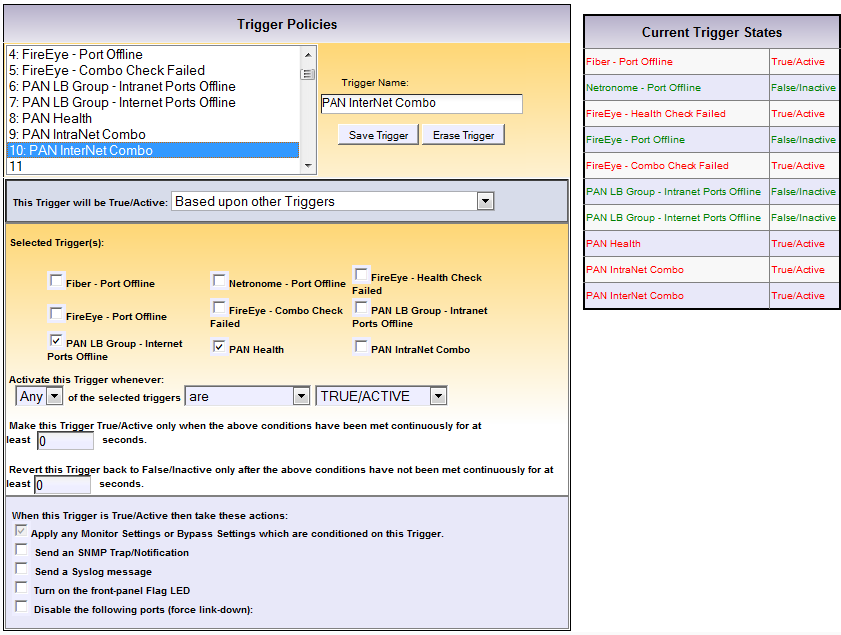 Trigger Policies
4: FireEye - Port Offline
5: FireEye - Combo Check Failed
6: PAN LB Group - Intranet Ports Offline
7: PAN LB Group - Internet Ports Offline
8: PAN Health
9: PAN IntraNet Combo
10: PAN InterNet Combo
11
Trigger Name:
PAN InterNet Combo
Save Trigger Erase Trigger
This Trigger will be True/Active: Based upon other Triggers
Selected Trigger(s):
Fiber - Port Offline
Netronome - Port Offline
FireEye - Health Check
Failed
FireEye - Port Offline
FireEye - Combo Check
Failed
PAN LB Group - Intranet
Ports Offline
PAN LB Group - Internet
Ports Offline
PAN Health
PAN IntraNet Combo
Activate this Trigger whenever:
Any of the selected triggers are TRUE/ACTIVE
Make this Trigger True/Active only when the above conditions have been met continuously for at
least 0 seconds.
Revert this Trigger back to False/Inactive only after the above conditions have not been met continuously for at
least 0 seconds.
When this Trigger is True/Active then take these actions:
Apply any Monitor Settings or Bypass Settings which are conditioned on this Trigger.
Send an SNMP Trap/Notification
Send a Syslog message
Turn on the front-panel Flag LED
Disable the following ports (force link-down):
Current Trigger States
Fiber - Port Offline True/Active
Netronome - Port Offline False/Inactive
FireEye - Health Check Failed True/Active
FireEye - Port Offline False/Inactive
FireEye - Combo Check Failed True/Active
PAN LB Group - Intranet Ports Offline False/Inactive
PAN LB Group - Internet Ports Offline False/Inactive
PAN Health True/Active
PAN IntraNet Combo True/Active
PAN InterNet Combo True/Active